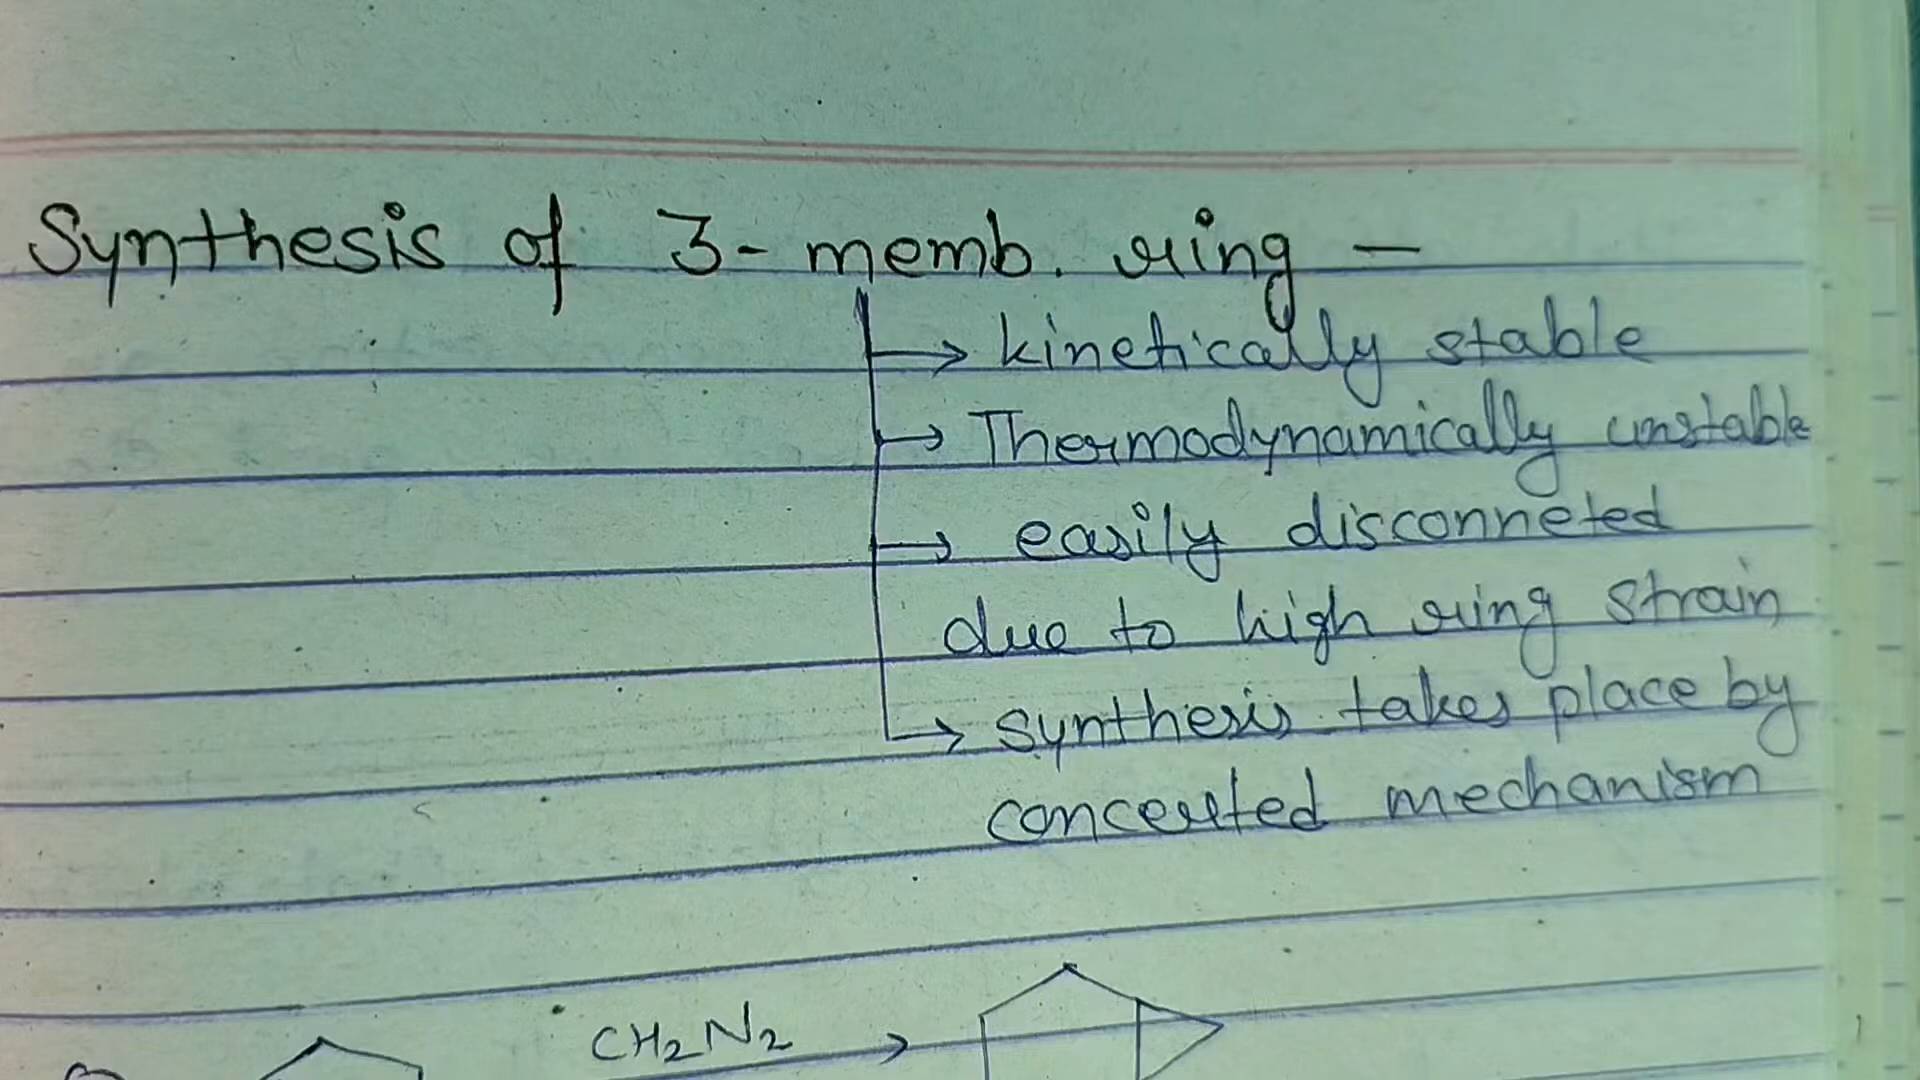 Synthesis of 3- memb. ring —
→ kinetically stable
→ Thermodynamically unstable
→ easily disconneted
due to high ring strain
→ synthesis takes place by
concerted mechanism
CH2N2 →